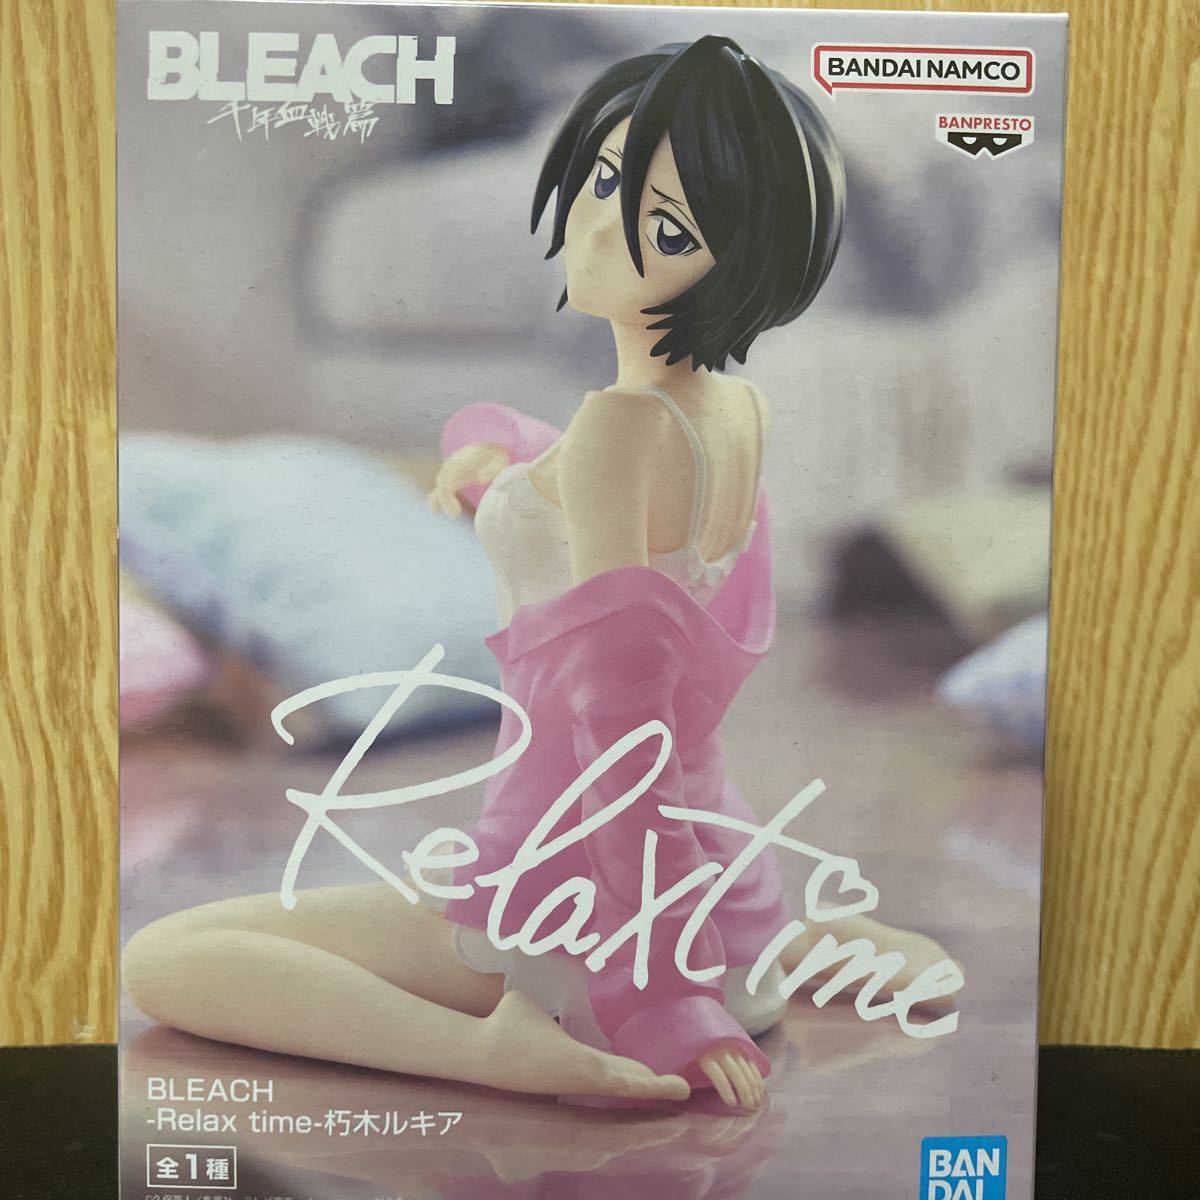 BLEACH
千年血戦篇
BANDAI NAMCO
BANPRESTO
Relax time
BLEACH
-Relax time-朽木ルキア
全1種
BAN
DAI